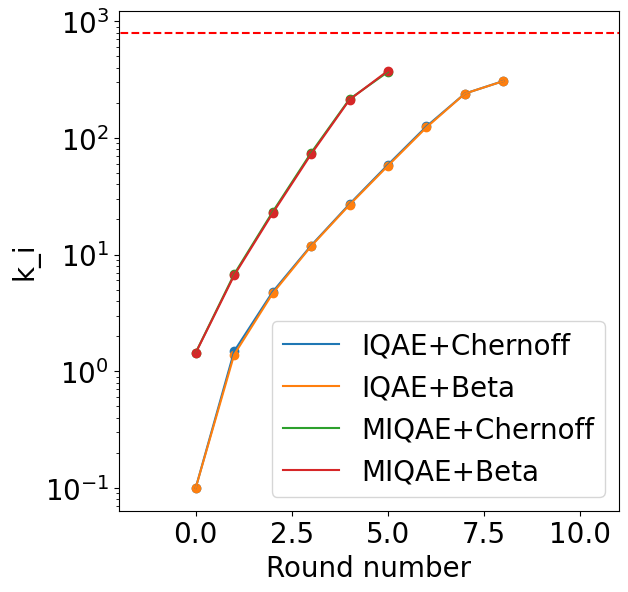 10³
10²
10¹
10⁰
10⁻¹
k_i
IQAE+Chernoff
IQAE+Beta
MIQAE+Chernoff
MIQAE+Beta
0.0 2.5 5.0 7.5 10.0
Round number